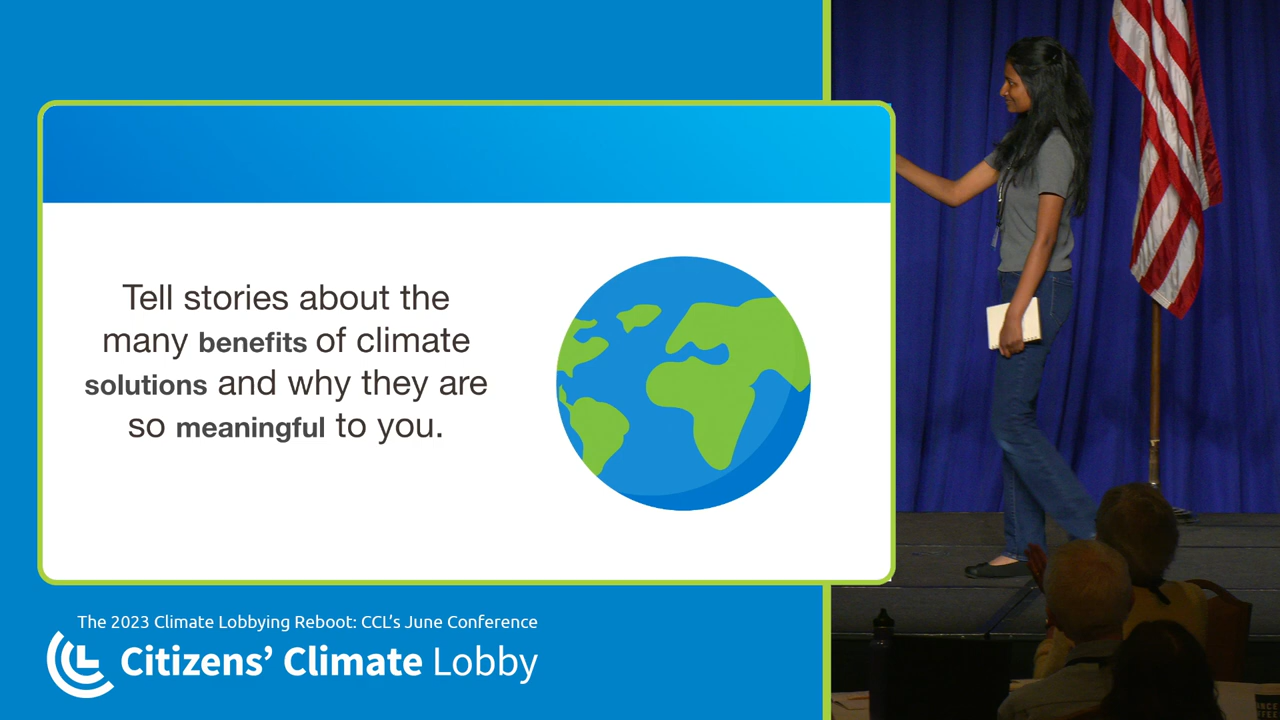 Tell stories about the
many benefits of climate
solutions and why they are
so meaningful to you.
The 2023 Climate Lobbying Reboot: CCL's June Conference
Citizens' Climate Lobby